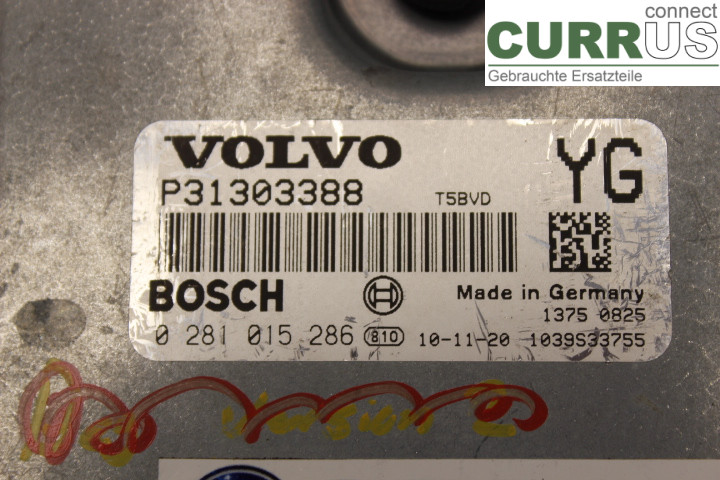 connect
CURRUS
Gebrauchte Ersatzteile
VOLVO YG
P31303388 T5BVD
BOSCH Made in Germany
1375 0825
0 281 015 286 810 10-11-20 1039S33755
Version